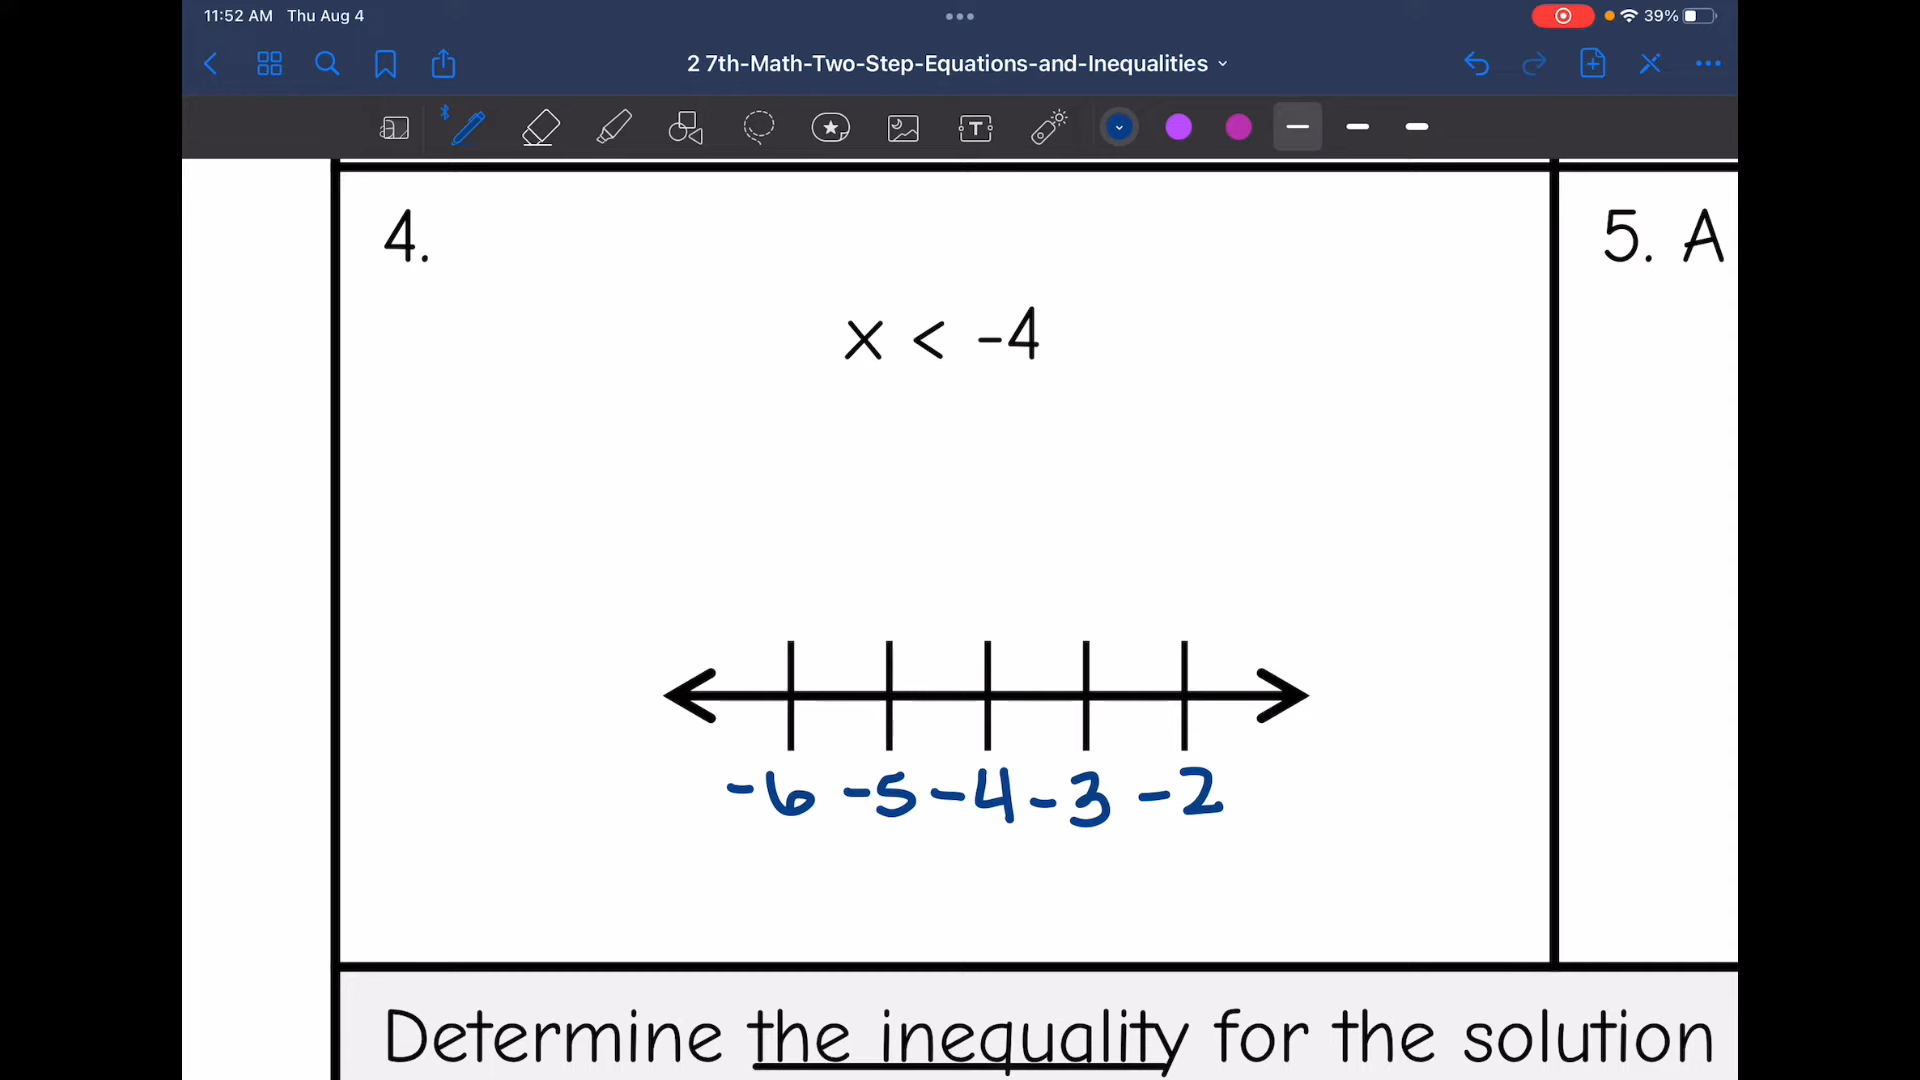 11:52 AM Thu Aug 4
39%
2 7th-Math-Two-Step-Equations-and-Inequalities
4.
5. A
x < -4
-6 -5 -4 -3 -2
Determine the inequality for the solution